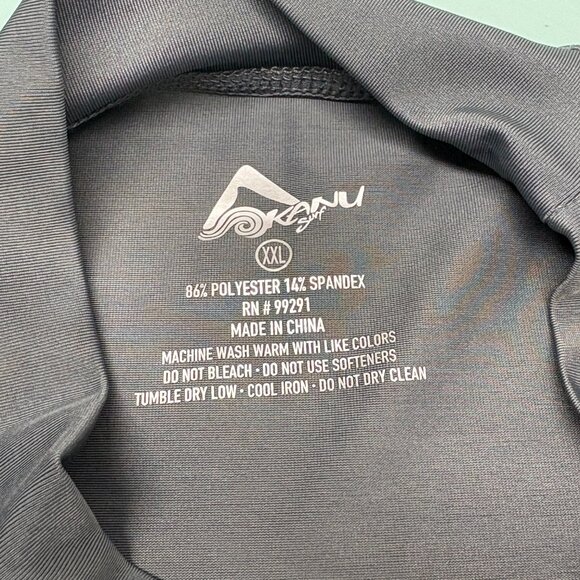 KANU
Surf
XXL
86% POLYESTER 14% SPANDEX
RN # 99291
MADE IN CHINA
MACHINE WASH WARM WITH LIKE COLORS
DO NOT BLEACH · DO NOT USE SOFTENERS
TUMBLE DRY LOW · COOL IRON · DO NOT DRY CLEAN